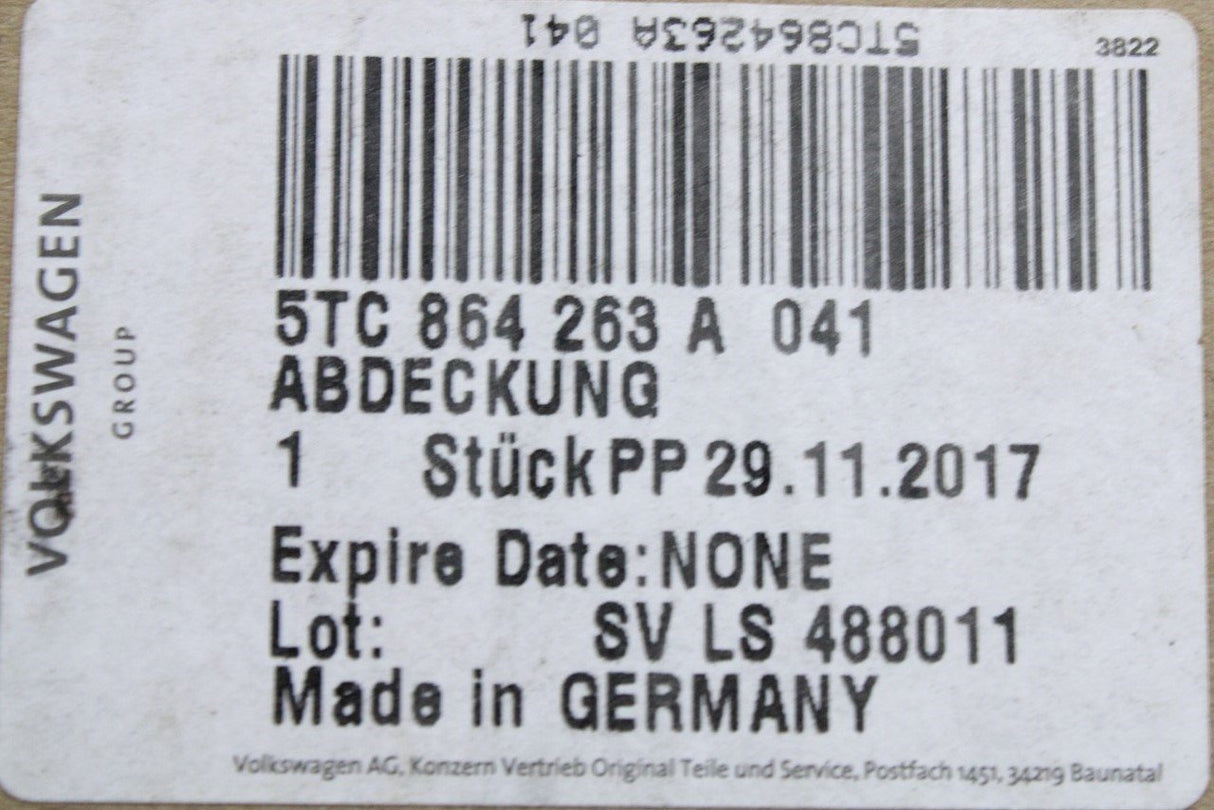 5TC864263A 041
3822
VOLKSWAGEN
GROUP
5TC 864 263 A 041
ABDECKUNG
1 Stück PP 29.11.2017
Expire Date:NONE
Lot: SV LS 488011
Made in GERMANY
Volkswagen AG, Konzern Vertrieb Original Teile und Service, Postfach 1451, 34219 Baunatal